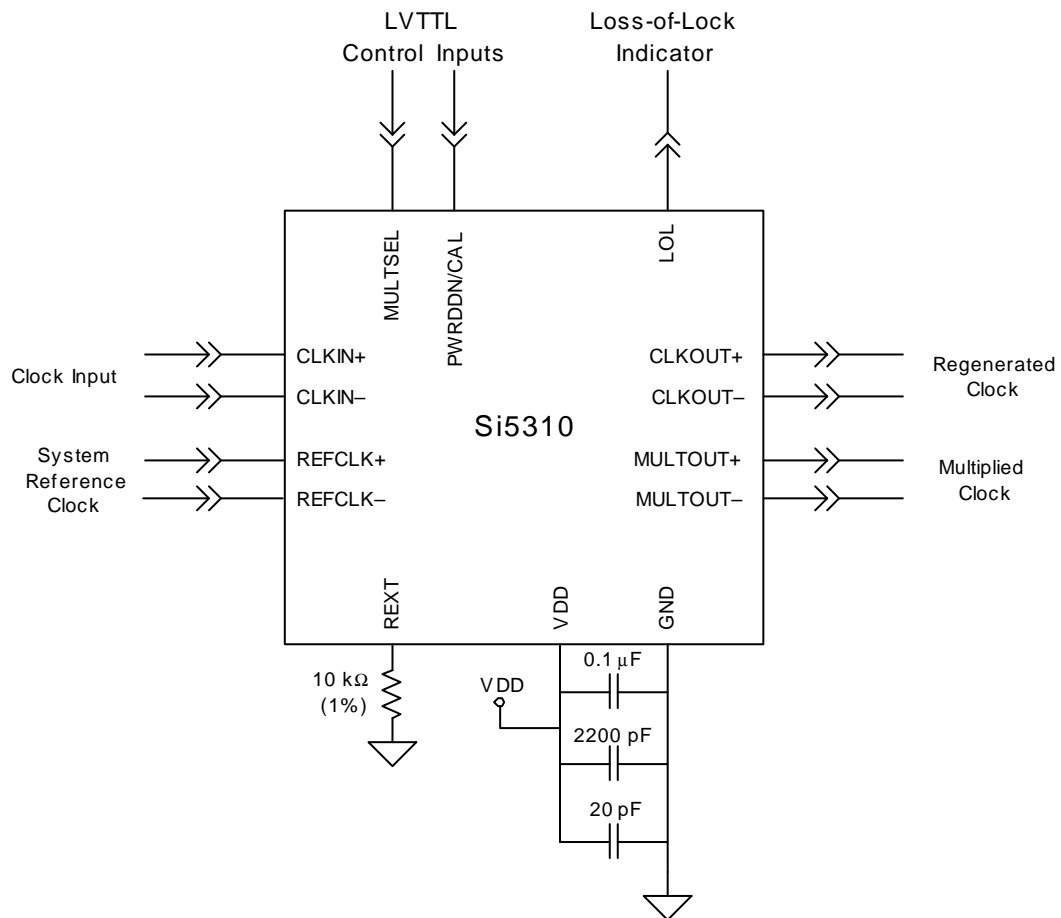 LVTTL
Control Inputs
Loss-of-Lock
Indicator
MULTSEL
PWRDDN/CAL
LOL
Clock Input
CLKIN+
CLKIN–
System
Reference
Clock
REFCLK+
REFCLK–
Si5310
CLKOUT+
CLKOUT–
Regenerated
Clock
MULTOUT+
MULTOUT–
Multiplied
Clock
REXT
VDD
GND
10 kΩ
(1%)
VDD
0.1 μF
2200 pF
20 pF